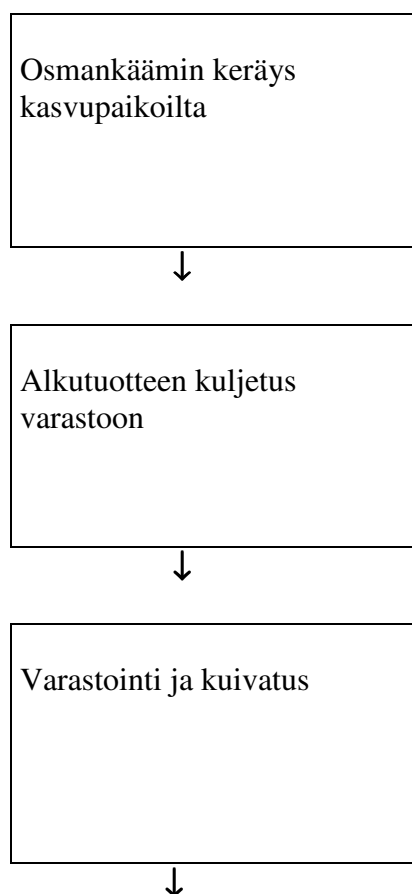 Osmankäämin keräys
kasvupaikoilta
Alkutuotteen kuljetus
varastoon
Varastointi ja kuivatus